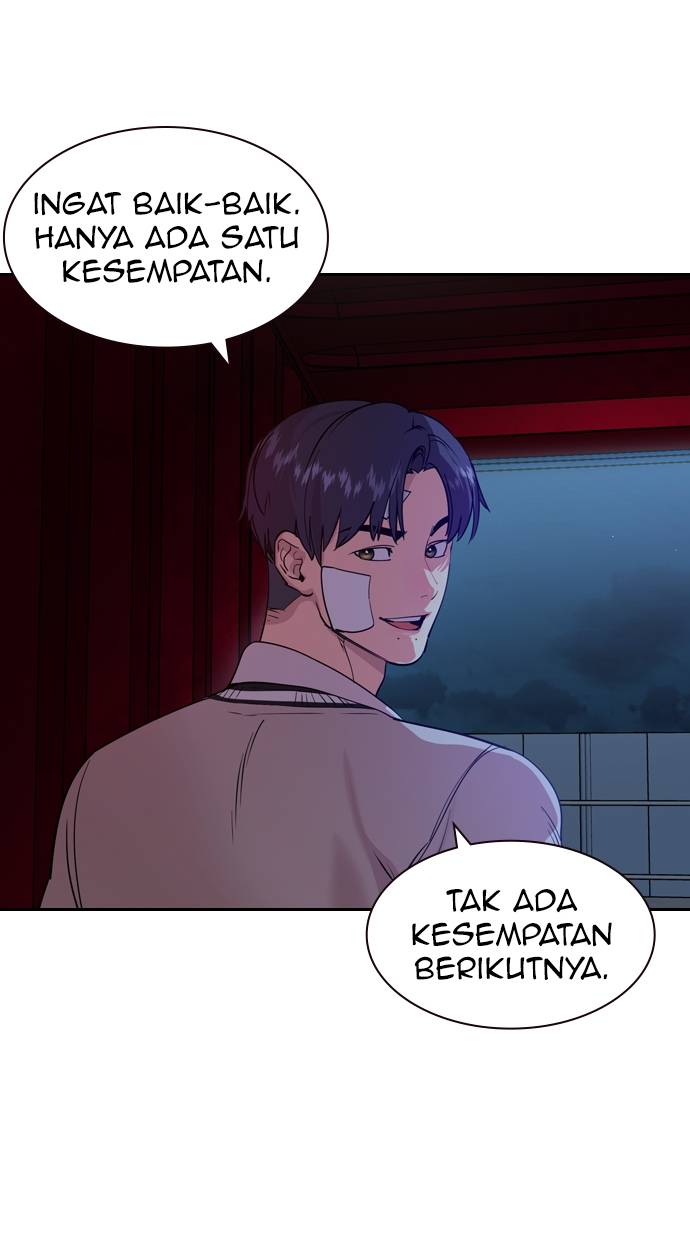 INGAT BAIK-BAIK.
HANYA ADA SATU
KESEMPATAN.
TAK ADA
KESEMPATAN
BERIKUTNYA.